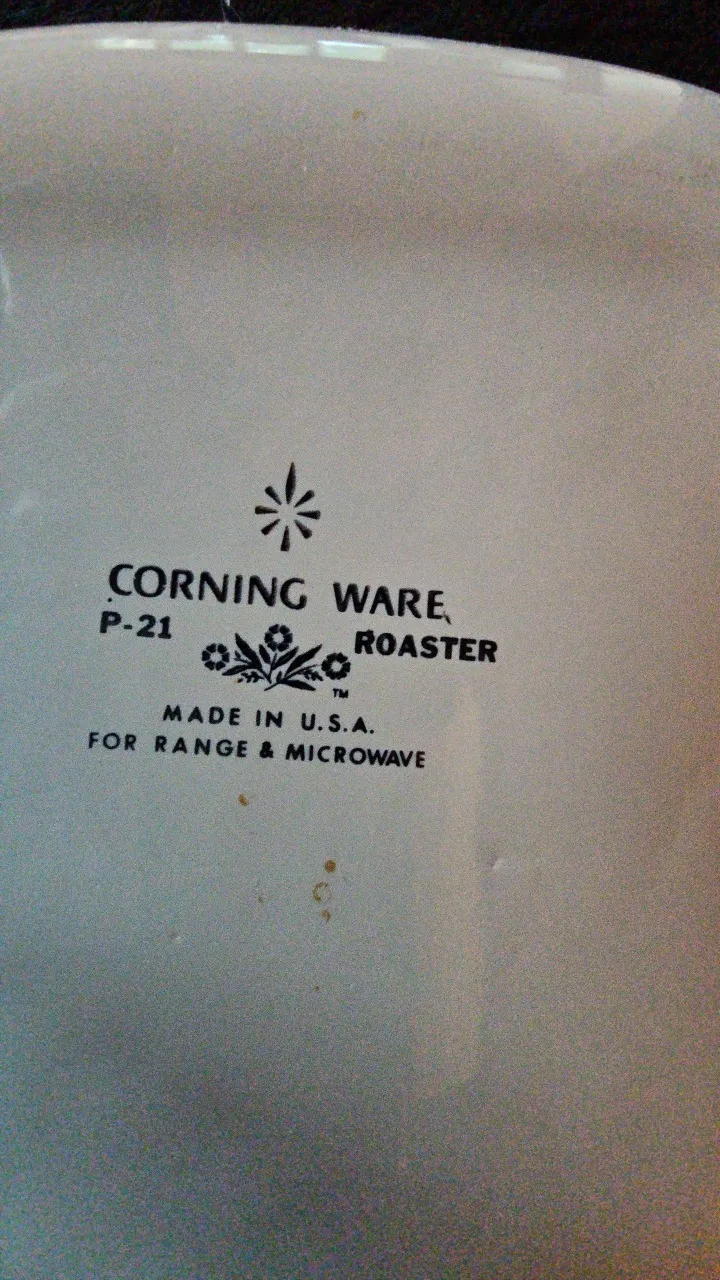 CORNING WARE
P-21 ROASTER
TM
MADE IN U.S.A.
FOR RANGE & MICROWAVE